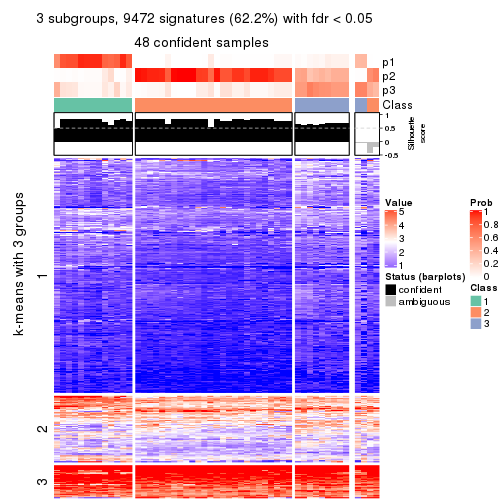 3 subgroups, 9472 signatures (62.2%) with fdr < 0.05
48 confident samples
p1
p2
p3
Class
1
0.5
0
-0.5
Silhouette
score
k-means with 3 groups
1
2
3
Value
5
4
3
2
1
Status (barplots)
confident
ambiguous
Prob
1
0.8
0.6
0.4
0.2
0
Class
1
2
3